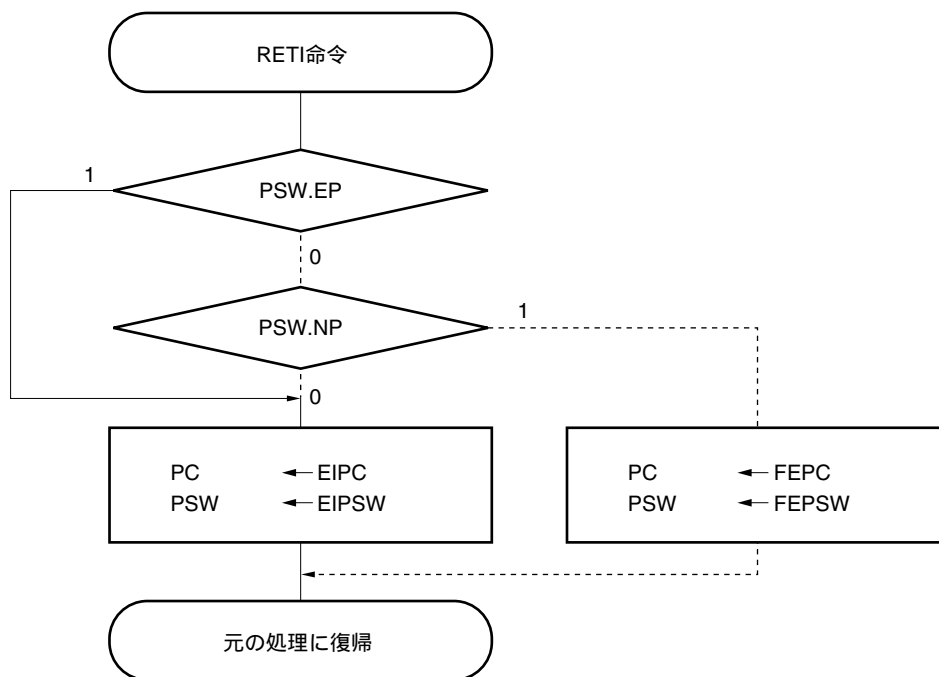 RETI命令
1
PSW.EP
0
PSW.NP
1
0
PC ← EIPC
PSW ← EIPSW
PC ← FEPC
PSW ← FEPSW
元の処理に復帰